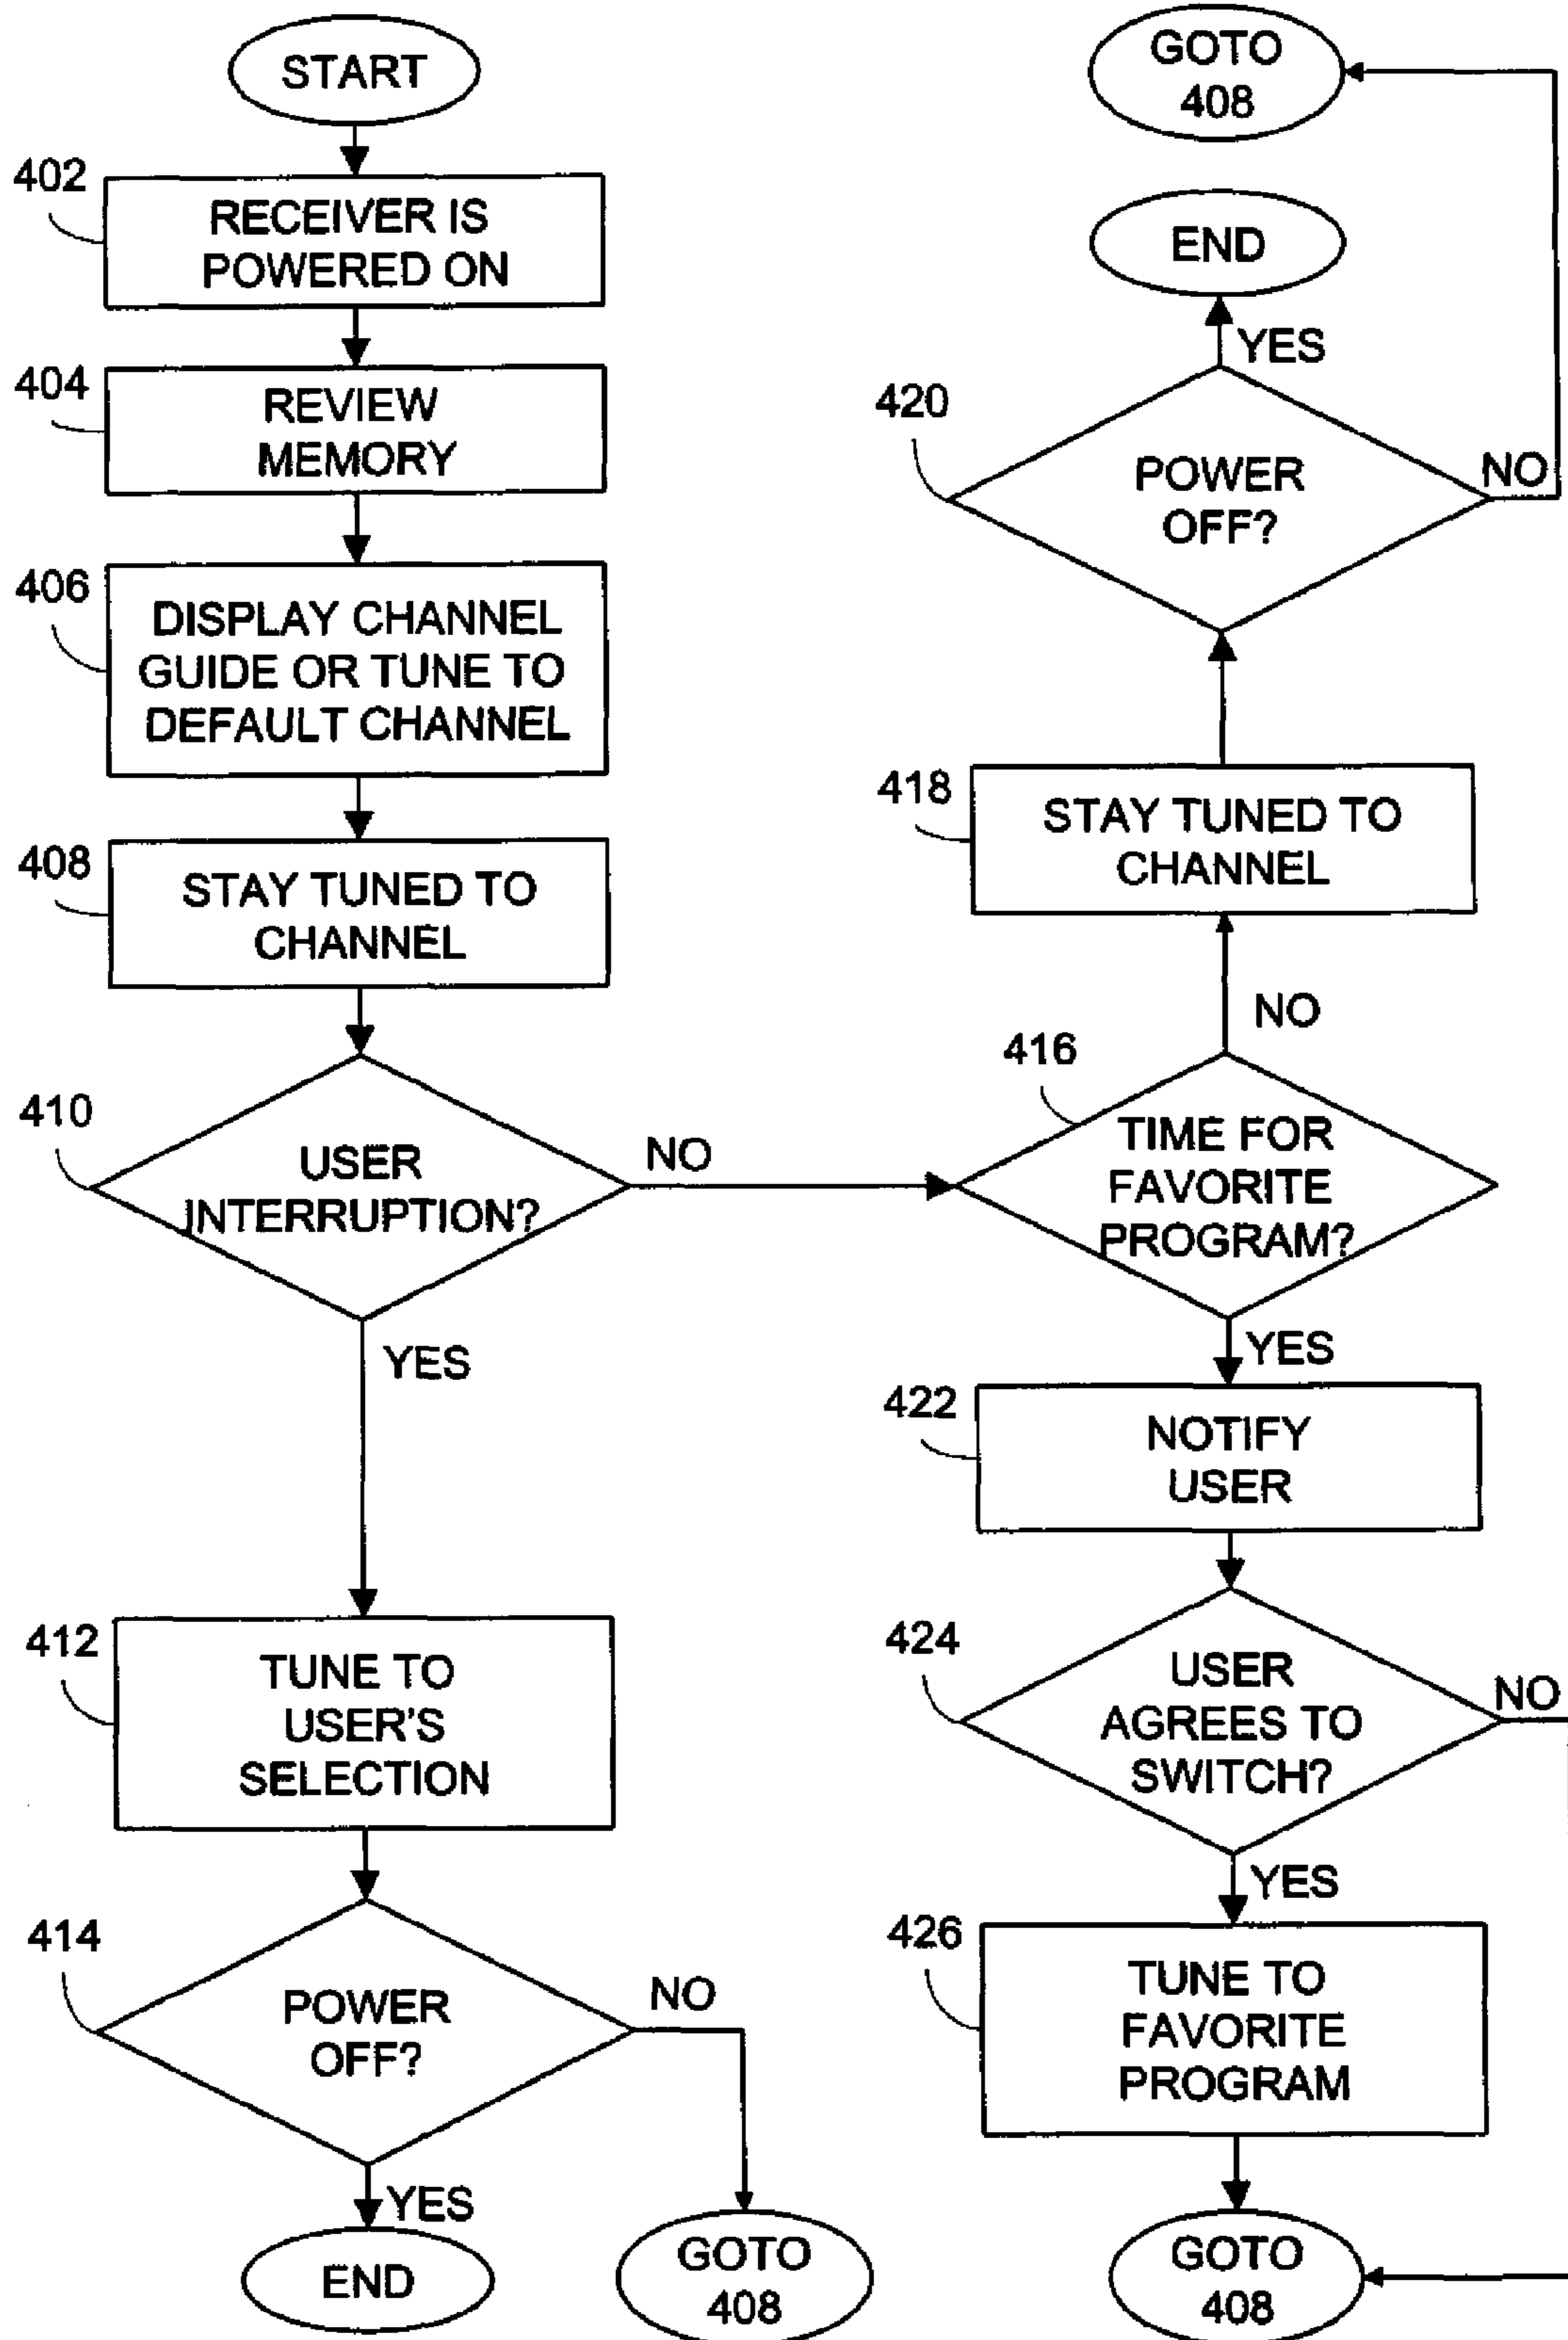 START
402
RECEIVER IS
POWERED ON
404
REVIEW
MEMORY
406
DISPLAY CHANNEL
GUIDE OR TUNE TO
DEFAULT CHANNEL
408
STAY TUNED TO
CHANNEL
410
USER
INTERRUPTION?
NO
YES
412
TUNE TO
USER'S
SELECTION
414
POWER
OFF?
NO
YES
END
GOTO
408
GOTO
408
END
YES
420
POWER
OFF?
NO
418
STAY TUNED TO
CHANNEL
NO
416
TIME FOR
FAVORITE
PROGRAM?
YES
422
NOTIFY
USER
424
USER
AGREES TO
SWITCH?
NO
YES
426
TUNE TO
FAVORITE
PROGRAM
GOTO
408